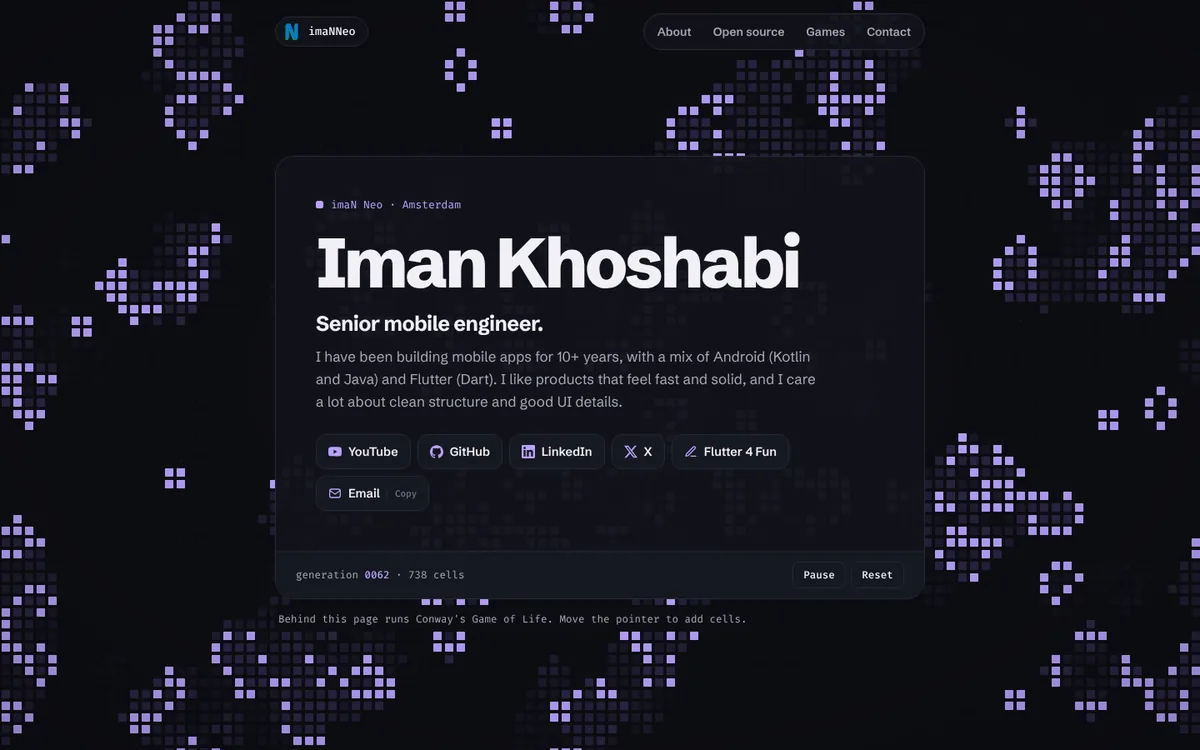 imaNNeo
About Open source Games Contact
imaN Neo · Amsterdam
Iman Khoshabi
Senior mobile engineer.
I have been building mobile apps for 10+ years, with a mix of Android (Kotlin
and Java) and Flutter (Dart). I like products that feel fast and solid, and I care
a lot about clean structure and good UI details.
YouTube GitHub LinkedIn X Flutter 4 Fun
Email Copy
generation 0062 · 738 cells
Pause Reset
Behind this page runs Conway's Game of Life. Move the pointer to add cells.